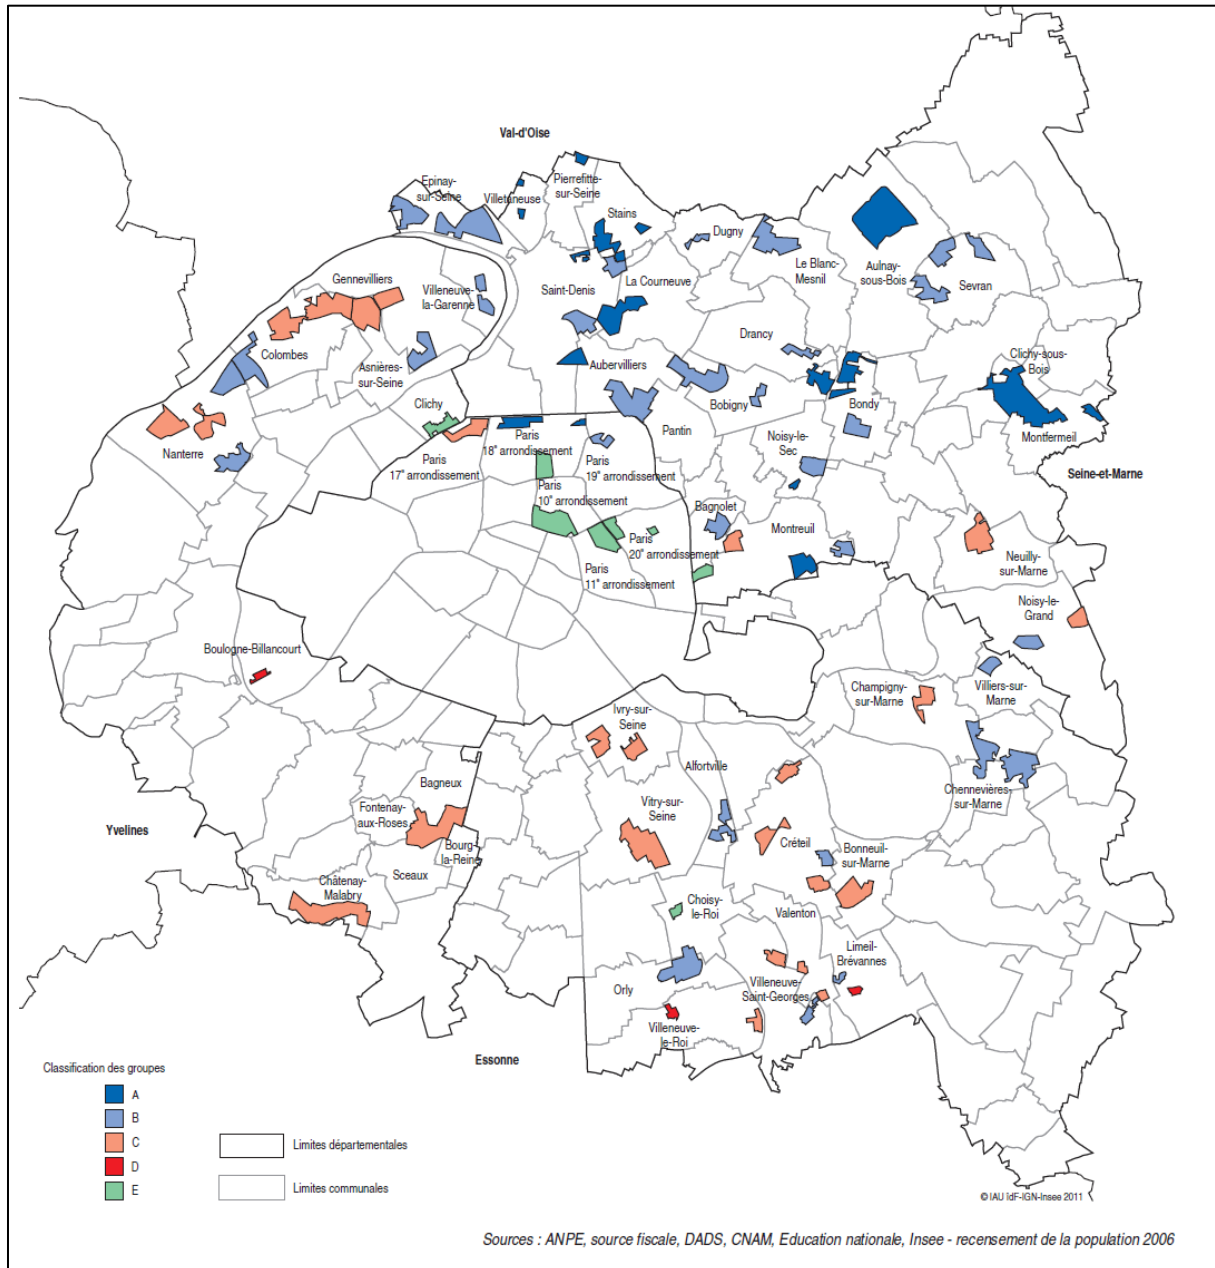 Val-d'Oise
Epinay-
sur-Seine
Villetaneuse
Pierrefitte-
sur-Seine
Stains
Dugny
Le Blanc-
Mesnil
Aulnay-
sous-Bois
Sevran
Gennevilliers
Villeneuve-
la-Garenne
Saint-Denis
La Courneuve
Drancy
Clichy-sous-
Bois
Colombes
Asnières-
sur-Seine
Aubervilliers
Bobigny
Bondy
Montfermeil
Clichy
Nanterre
Paris
17e arrondissement
Paris
18e arrondissement
Paris
19e arrondissement
Pantin
Noisy-le-
Sec
Seine-et-Marne
Paris
10e arrondissement
Bagnolet
Montreuil
Paris
20e arrondissement
Paris
11e arrondissement
Neuilly-
sur-Marne
Noisy-le-
Grand
Boulogne-Billancourt
Champigny-
sur-Marne
Villiers-sur-
Marne
Ivry-sur-
Seine
Alfortville
Chennevières-
sur-Marne
Bagneux
Fontenay-
aux-Roses
Vitry-sur-
Seine
Yvelines
Bourg-
la-Reine
Créteil
Bonneuil-
sur-Marne
Sceaux
Châtenay-
Malabry
Choisy-
le-Roi
Valenton
Limeil-
Brévannes
Orly
Villeneuve-
Saint-Georges
Villeneuve-
le-Roi
Essonne
Classification des groupes
A
B
C
D
E
Limites départementales
Limites communales
© IAU îdF-IGN-Insee 2011
Sources : ANPE, source fiscale, DADS, CNAM, Education nationale, Insee - recensement de la population 2006